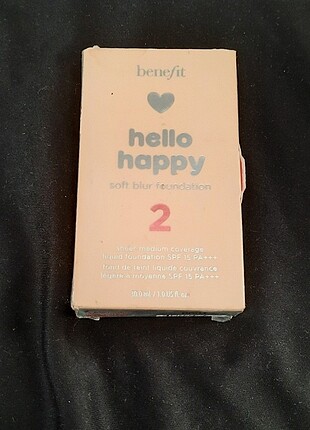 benefit
hello
happy
soft blur foundation
2
medium coverage
liquid foundation SPF 15 PA+++
fond de teint liquide couvrance
légère à moyenne SPF 15 PA+++